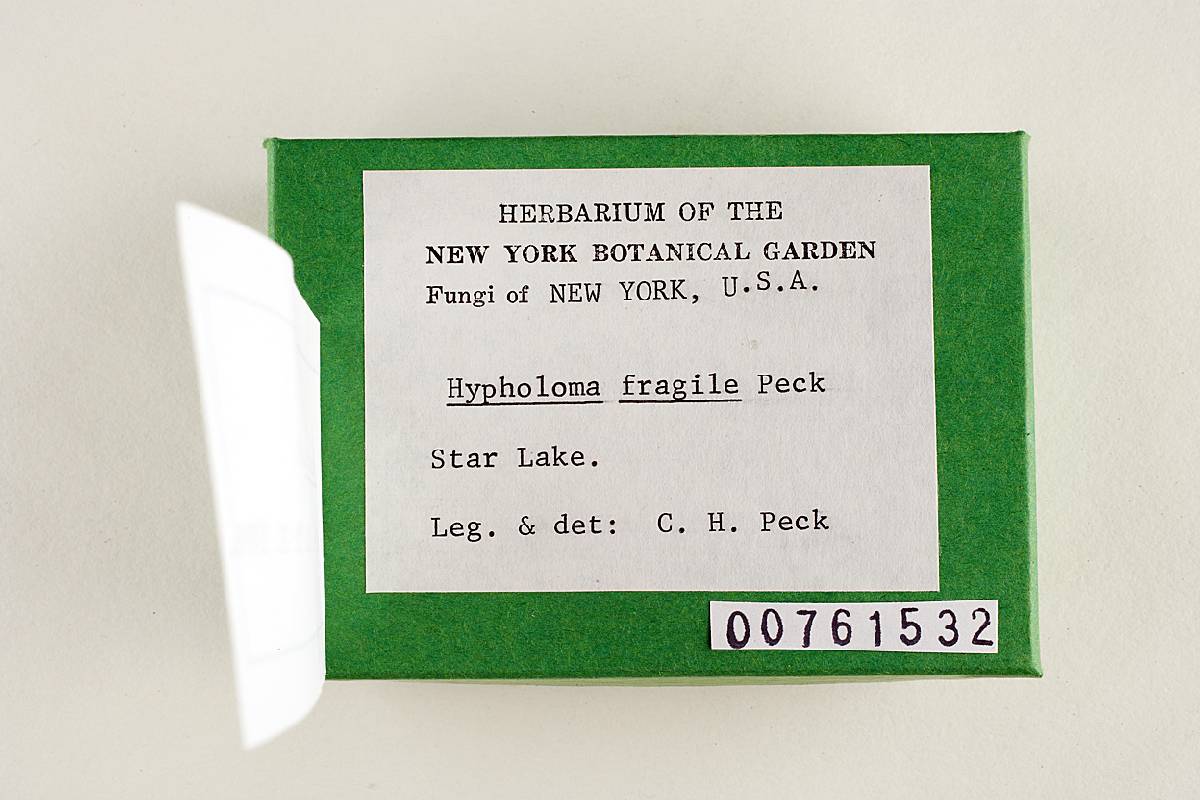 HERBARIUM OF THE
NEW YORK BOTANICAL GARDEN
Fungi of NEW YORK, U.S.A.
Hypholoma fragile Peck
Star Lake.
Leg. & det: C. H. Peck
00761532